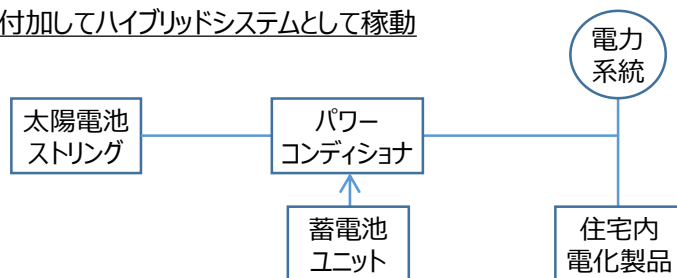 付加してハイブリッドシステムとして稼動
電力
系統
太陽電池
ストリング
パワー
コンディショナ
蓄電池
ユニット
住宅内
電化製品